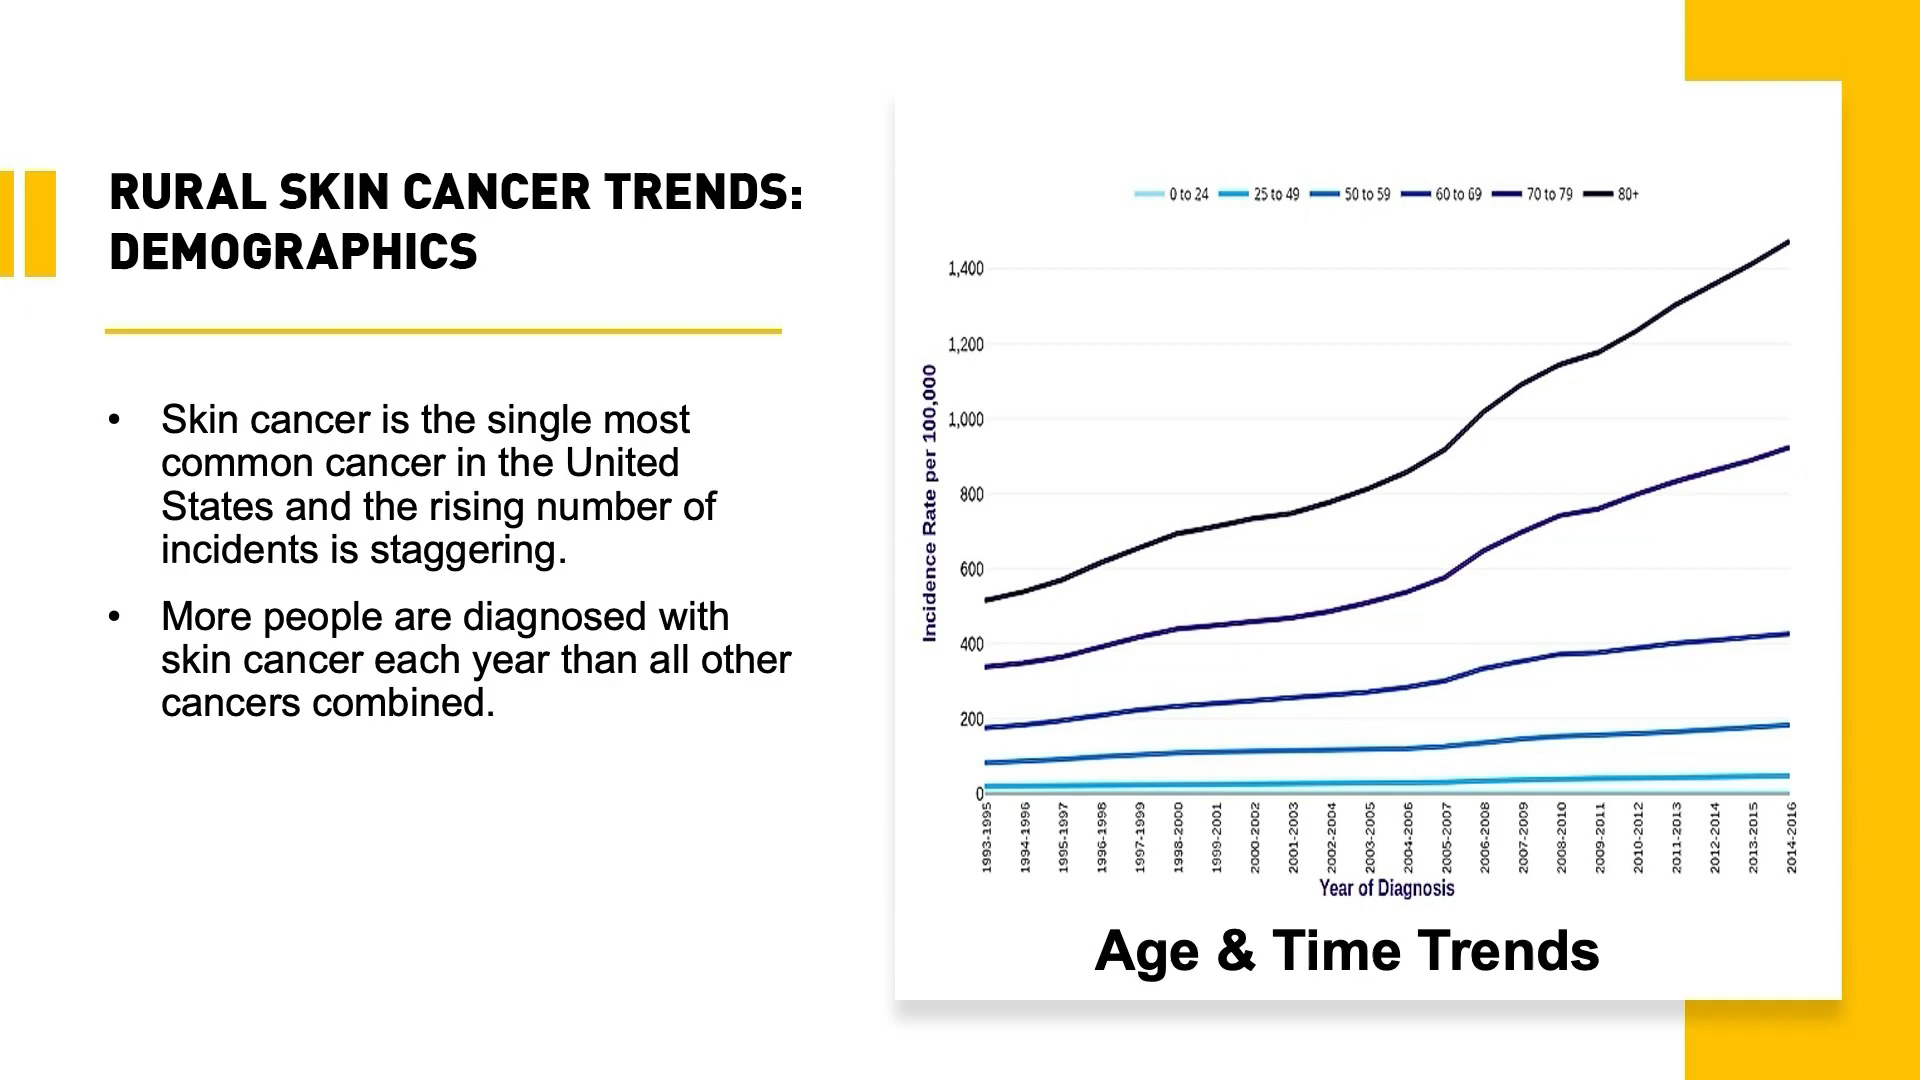 RURAL SKIN CANCER TRENDS:
DEMOGRAPHICS
• Skin cancer is the single most
common cancer in the United
States and the rising number of
incidents is staggering.
• More people are diagnosed with
skin cancer each year than all other
cancers combined.
0 to 24 25 to 49 50 to 59 60 to 69 70 to 79 80+
Incidence Rate per 100,000
1,400
1,200
1,000
800
600
400
200
0
1993-1995
1994-1996
1995-1997
1996-1998
1997-1999
1998-2000
1999-2001
2000-2002
2001-2003
2002-2004
2003-2005
2004-2006
2005-2007
2006-2008
2007-2009
2008-2010
2009-2011
2010-2012
2011-2013
2012-2014
2013-2015
2014-2016
Year of Diagnosis
Age & Time Trends